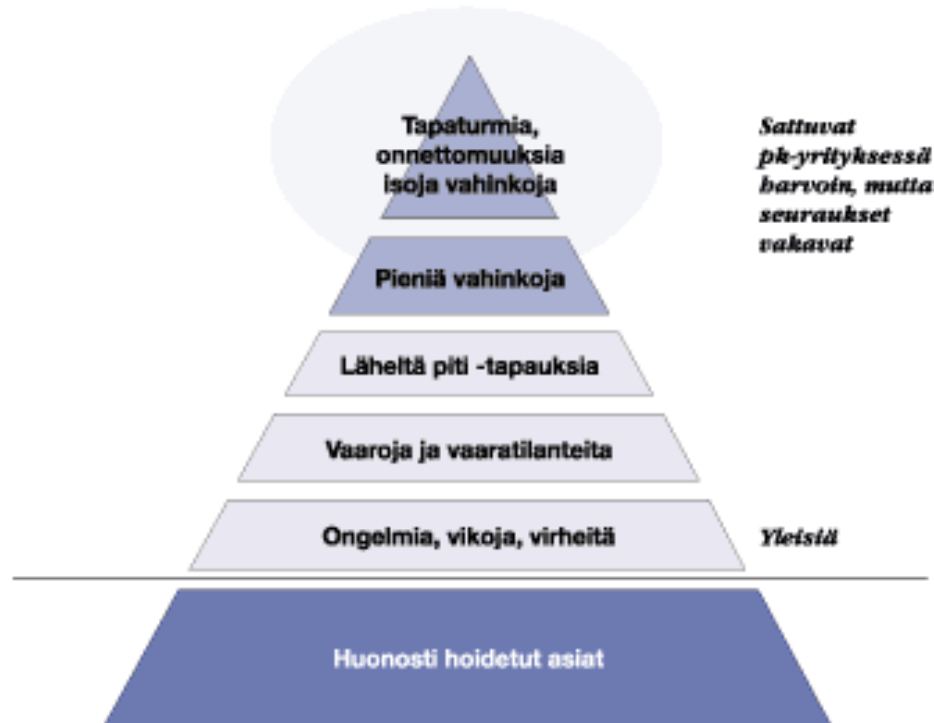 Tapaturmia,
onnettomuuksia
isoja vahinkoja
Sattuvat
pk-yrityksessä
harvoin, mutta
seuraukset
vakavat
Pieniä vahinkoja
Läheltä piti -tapauksia
Vaaroja ja vaaratilanteita
Ongelmia, vikoja, virheitä
Yleisiä
Huonosti hoidetut asiat